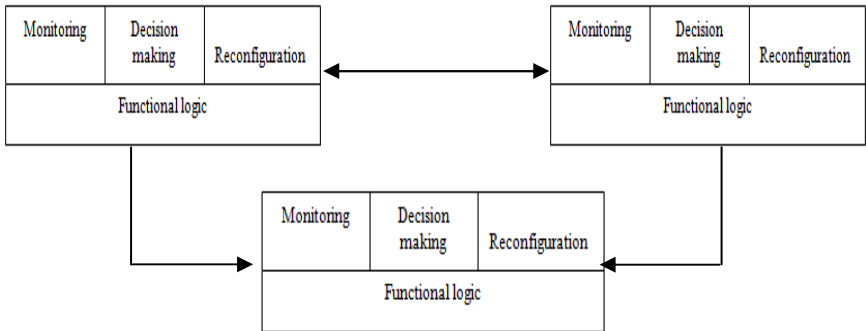 Monitoring
Decision
making
Reconfiguration
Functional logic
Monitoring
Decision
making
Reconfiguration
Functional logic
Monitoring
Decision
making
Reconfiguration
Functional logic